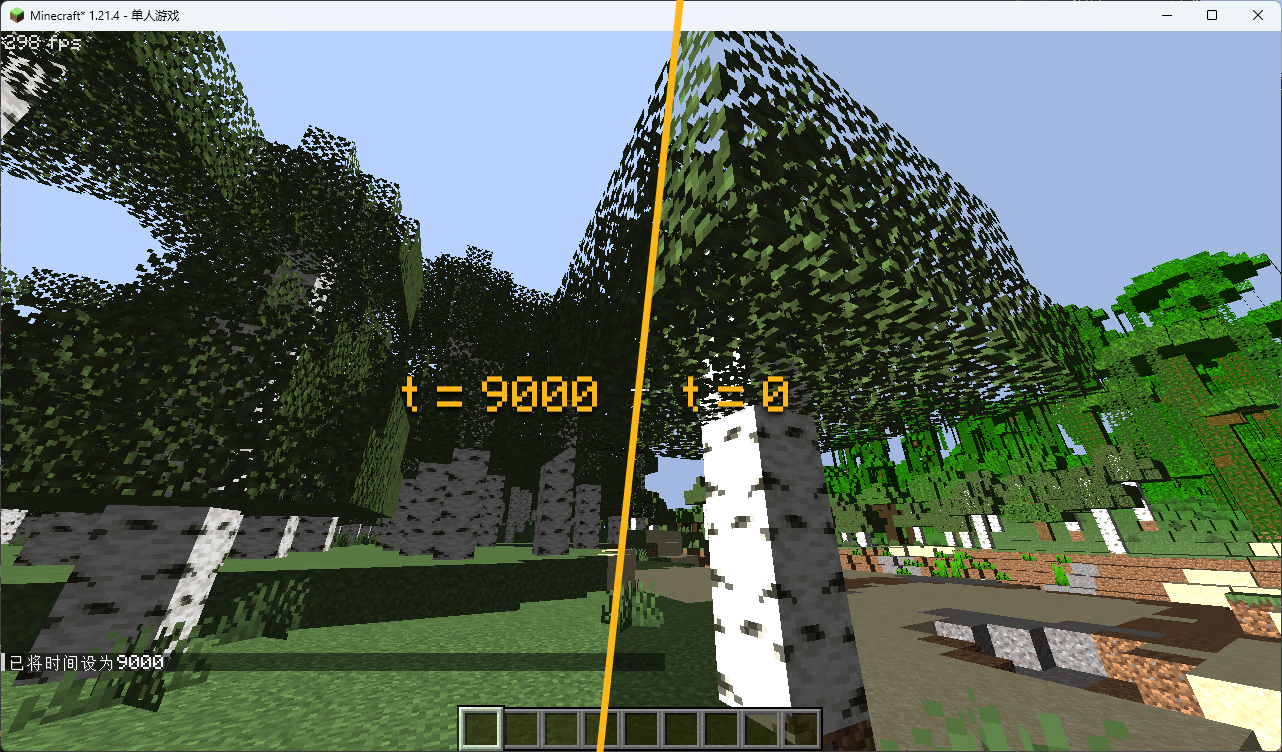 Minecraft* 1.21.4 - 单人游戏
298 fps
t = 9000
t = 0
已将时间设为9000